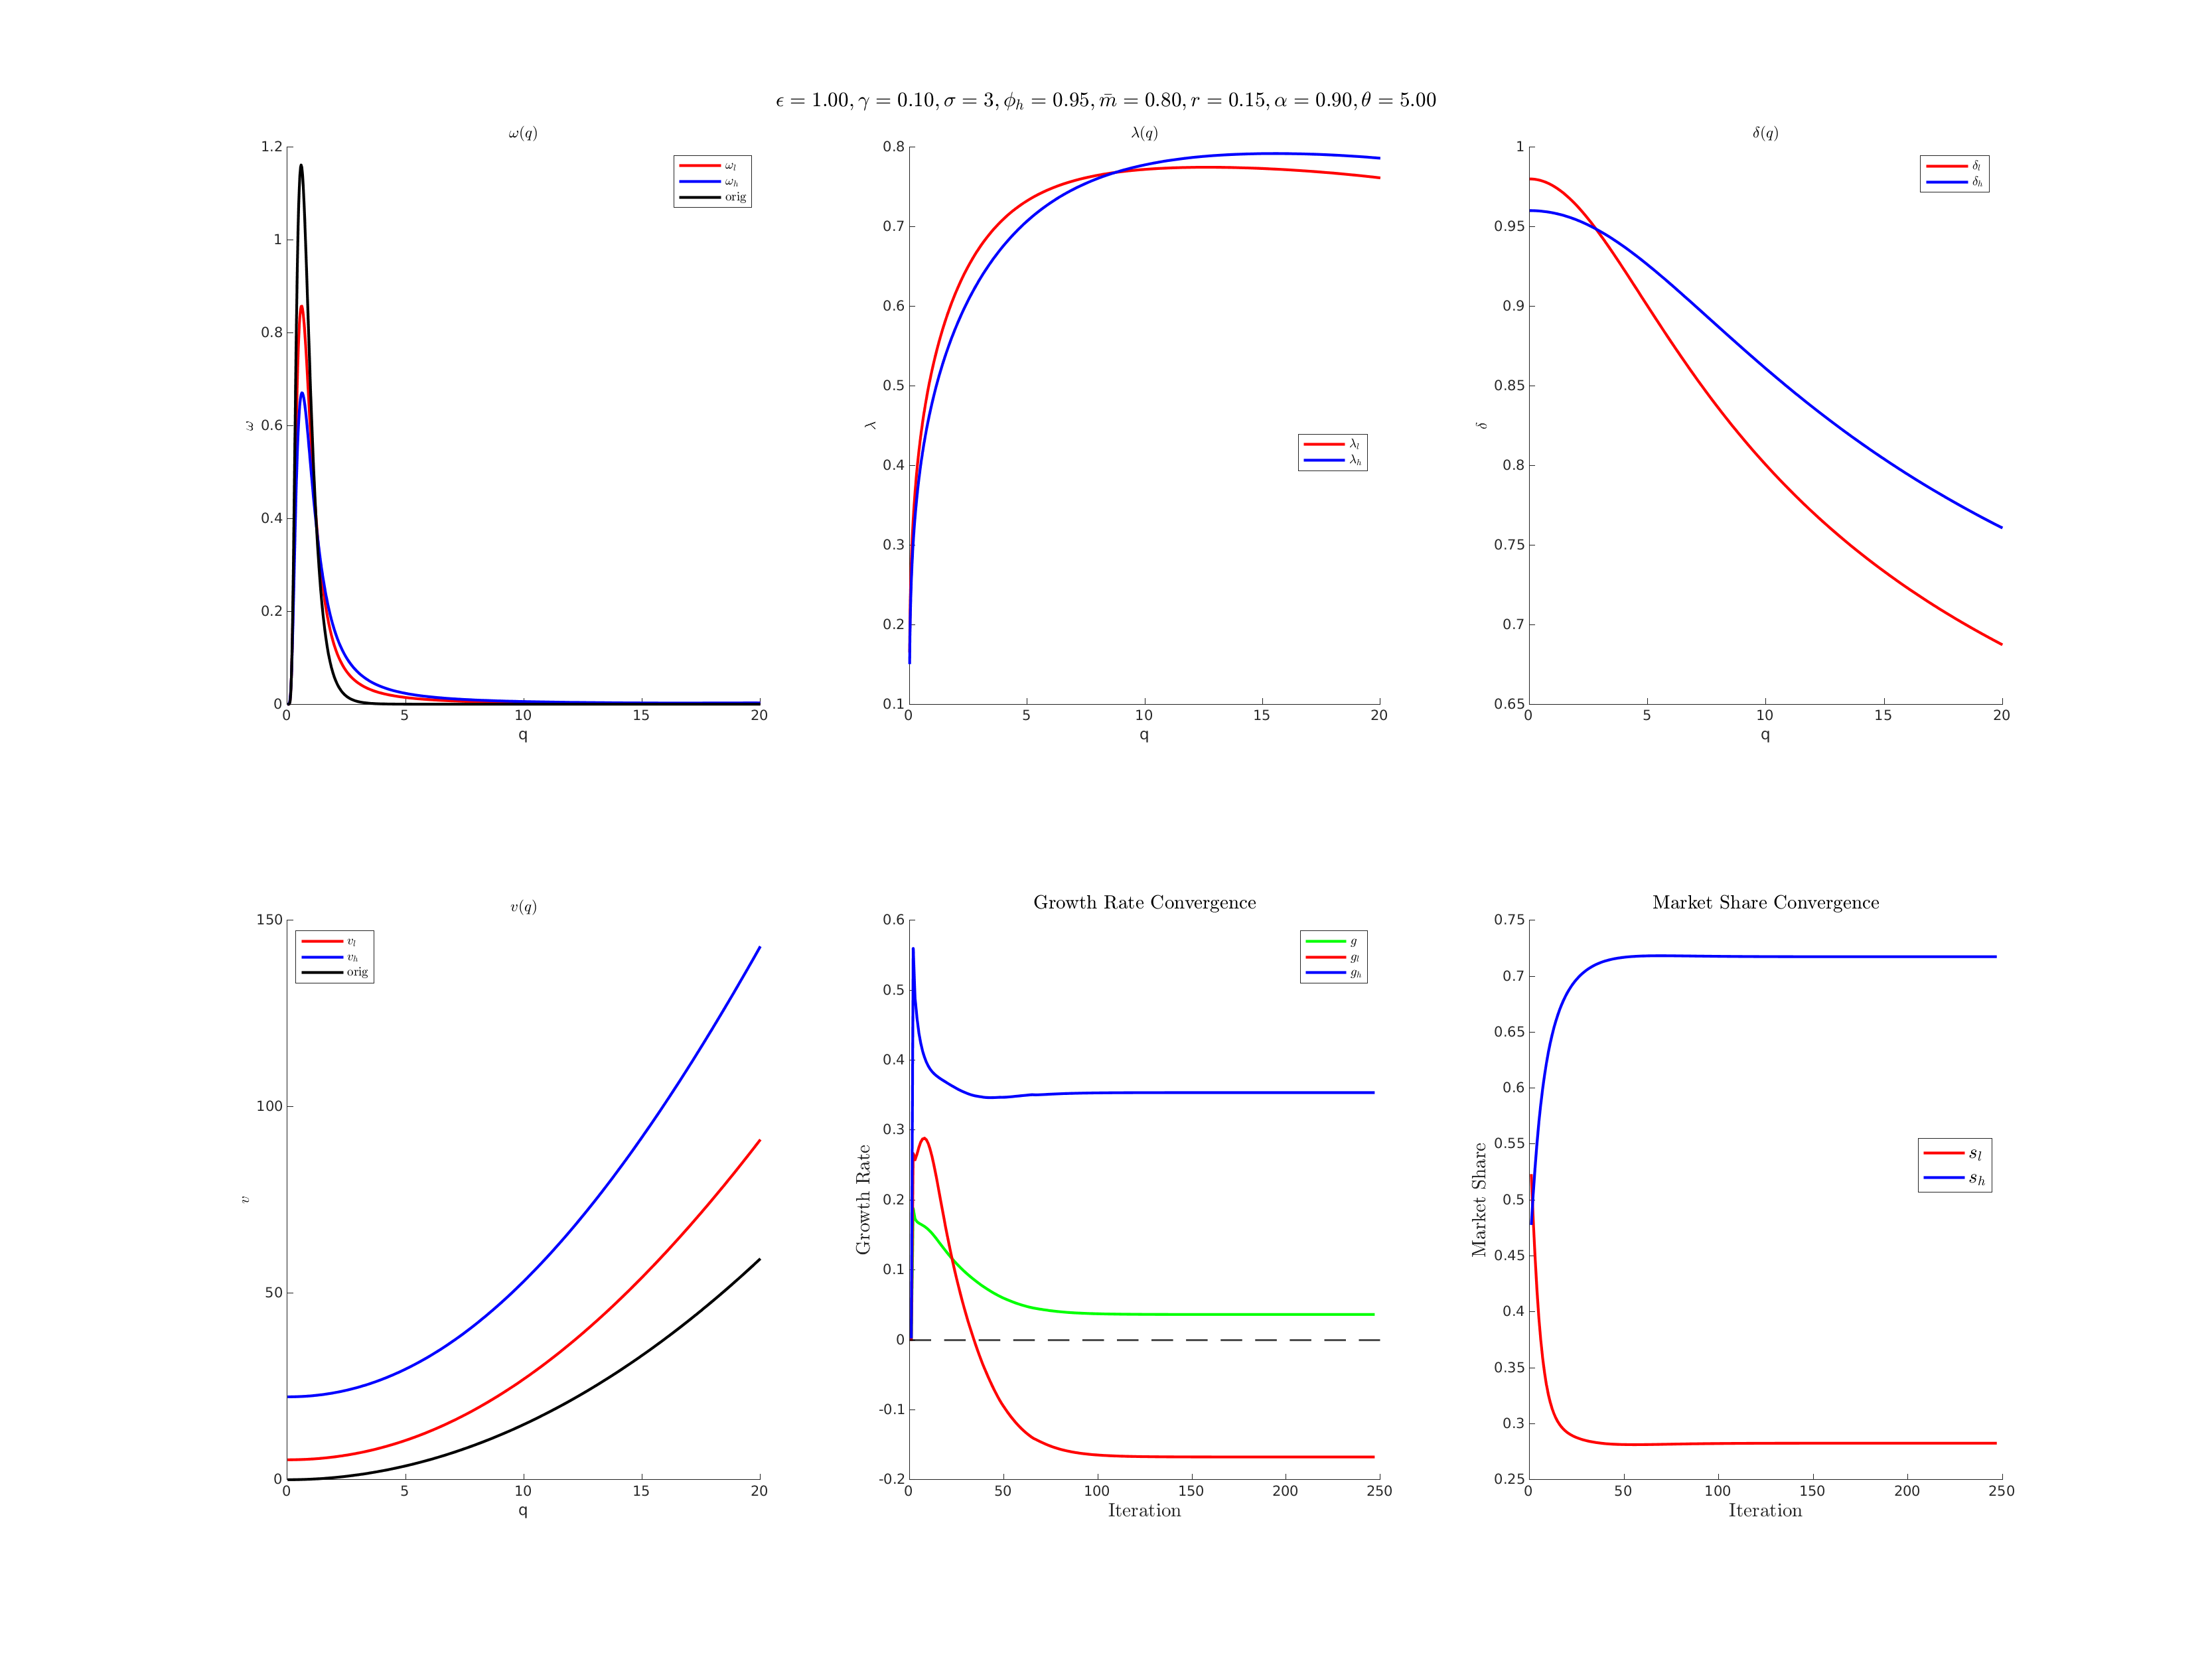 ϵ = 1.00, γ = 0.10, σ = 3, ϕ_h = 0.95, m̄ = 0.80, r = 0.15, α = 0.90, θ = 5.00
ω(q)
1.2
1
0.8
0.6
0.4
0.2
0
ω
ω_l
ω_h
orig
0 5 10 15 20
q
λ(q)
0.8
0.7
0.6
0.5
0.4
0.3
0.2
0.1
λ
λ_l
λ_h
0 5 10 15 20
q
δ(q)
1
0.95
0.9
0.85
0.8
0.75
0.7
0.65
δ
δ_l
δ_h
0 5 10 15 20
q
v(q)
150
100
50
0
v
v_l
v_h
orig
0 5 10 15 20
q
Growth Rate Convergence
0.6
0.5
0.4
0.3
0.2
0.1
0
-0.1
-0.2
Growth Rate
g
g_l
g_h
0 50 100 150 200 250
Iteration
Market Share Convergence
0.75
0.7
0.65
0.6
0.55
0.5
0.45
0.4
0.35
0.3
0.25
Market Share
s_l
s_h
0 50 100 150 200 250
Iteration